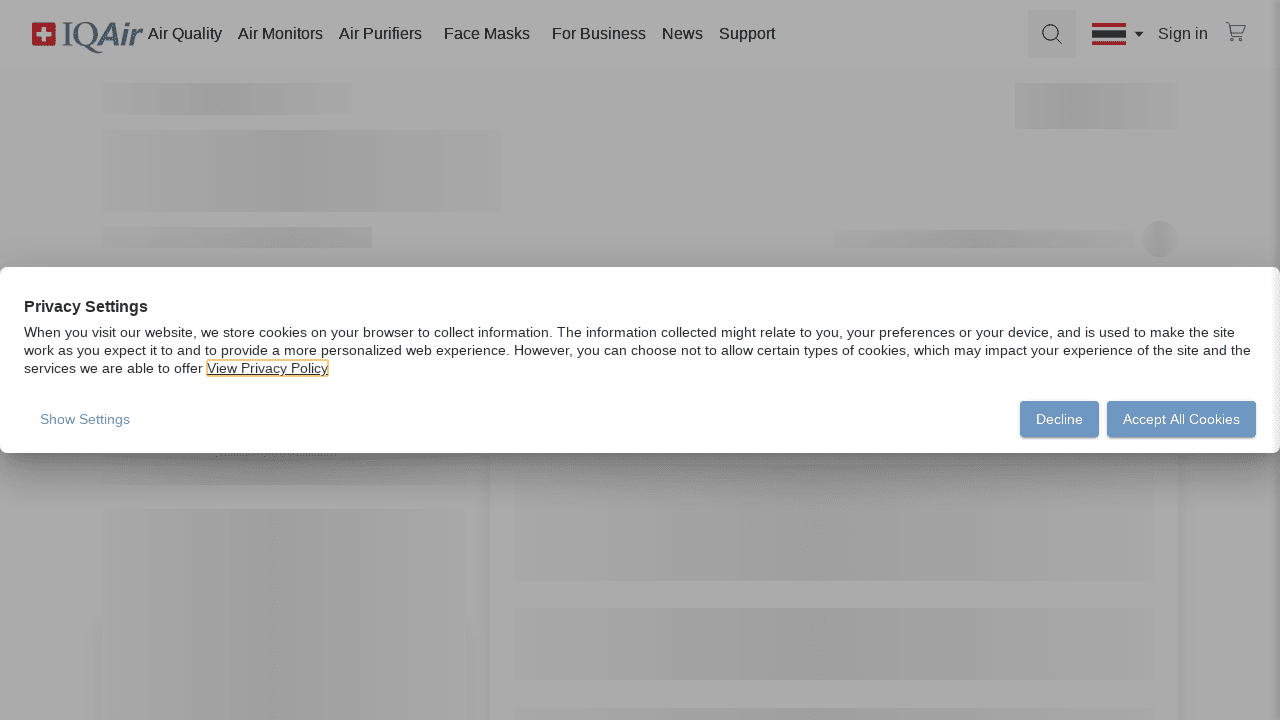 IQAir Air Quality Air Monitors Air Purifiers Face Masks For Business News Support Sign in
Privacy Settings
When you visit our website, we store cookies on your browser to collect information. The information collected might relate to you, your preferences or your device, and is used to make the site
work as you expect it to and to provide a more personalized web experience. However, you can choose not to allow certain types of cookies, which may impact your experience of the site and the
services we are able to offer View Privacy Policy
Show Settings Decline Accept All Cookies